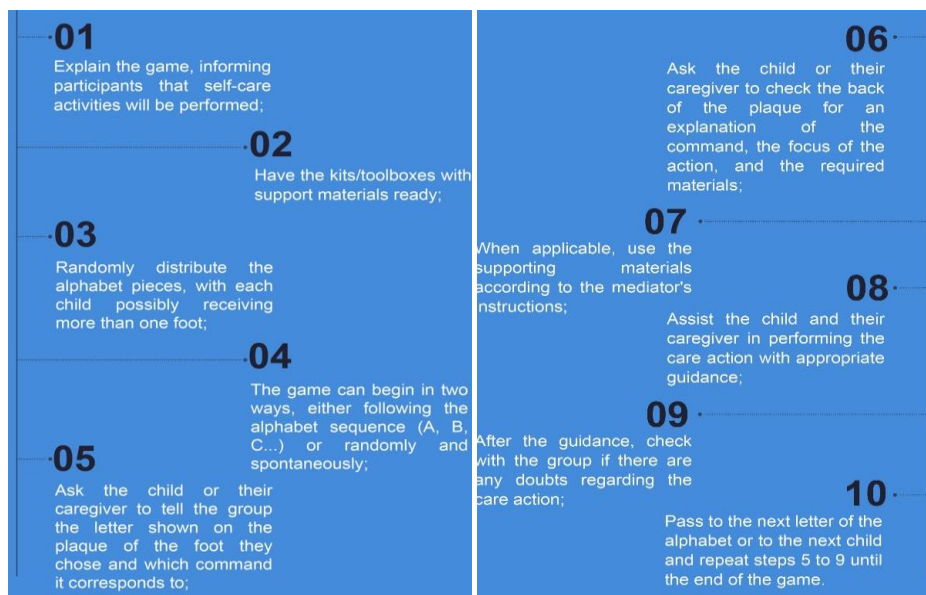 01
Explain the game, informing
participants that self-care
activities will be performed;
02
Have the kits/toolboxes with
support materials ready;
03
Randomly distribute the
alphabet pieces, with each
child possibly receiving
more than one foot;
04
The game can begin in two
ways, either following the
alphabet sequence (A, B,
C...) or randomly and
spontaneously;
05
Ask the child or their
caregiver to tell the group
the letter shown on the
plaque of the foot they
chose and which command
it corresponds to;
06
Ask the child or their
caregiver to check the back
of the plaque for an
explanation of the
command, the focus of the
action, and the required
materials;
07
When applicable, use the
supporting materials
according to the mediator's
instructions;
08
Assist the child and their
caregiver in performing the
care action with appropriate
guidance;
09
After the guidance, check
with the group if there are
any doubts regarding the
care action;
10
Pass to the next letter of the
alphabet or to the next child
and repeat steps 5 to 9 until
the end of the game.